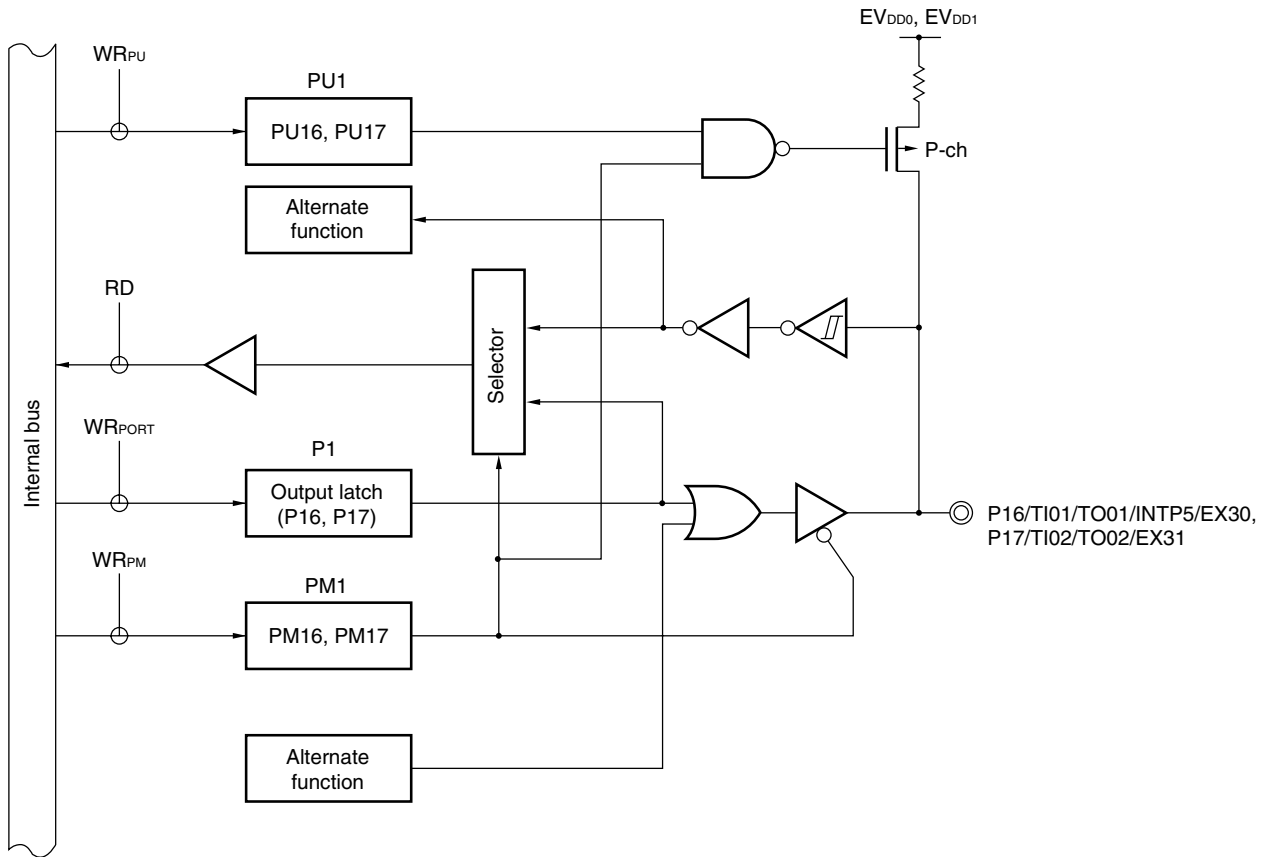 EVDD0, EVDD1
WRPU
PU1
PU16, PU17
P-ch
Alternate
function
RD
Selector
Internal bus
WRPORT
P1
Output latch
(P16, P17)
P16/TI01/TO01/INTP5/EX30,
P17/TI02/TO02/EX31
WRPM
PM1
PM16, PM17
Alternate
function